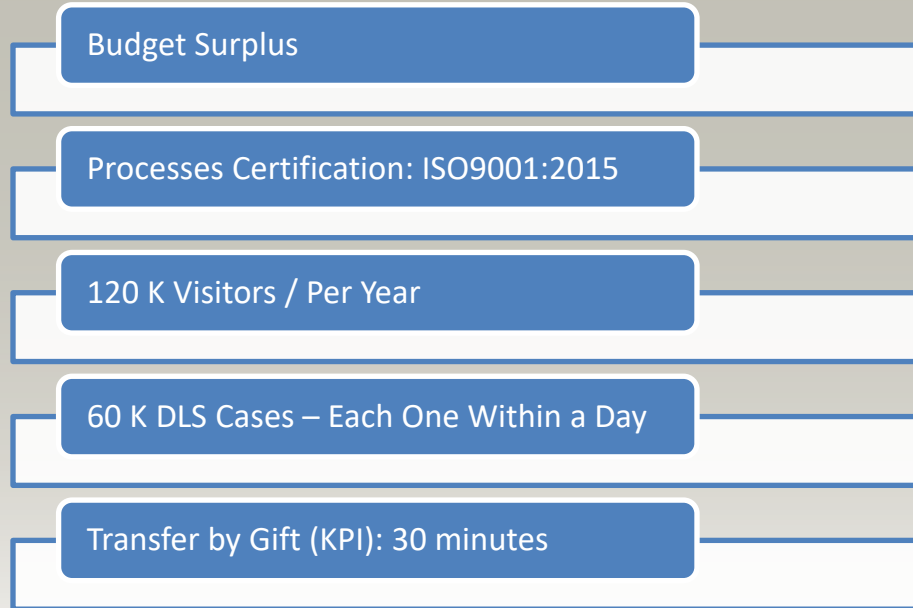 Budget Surplus
Processes Certification: ISO9001:2015
120 K Visitors / Per Year
60 K DLS Cases – Each One Within a Day
Transfer by Gift (KPI): 30 minutes